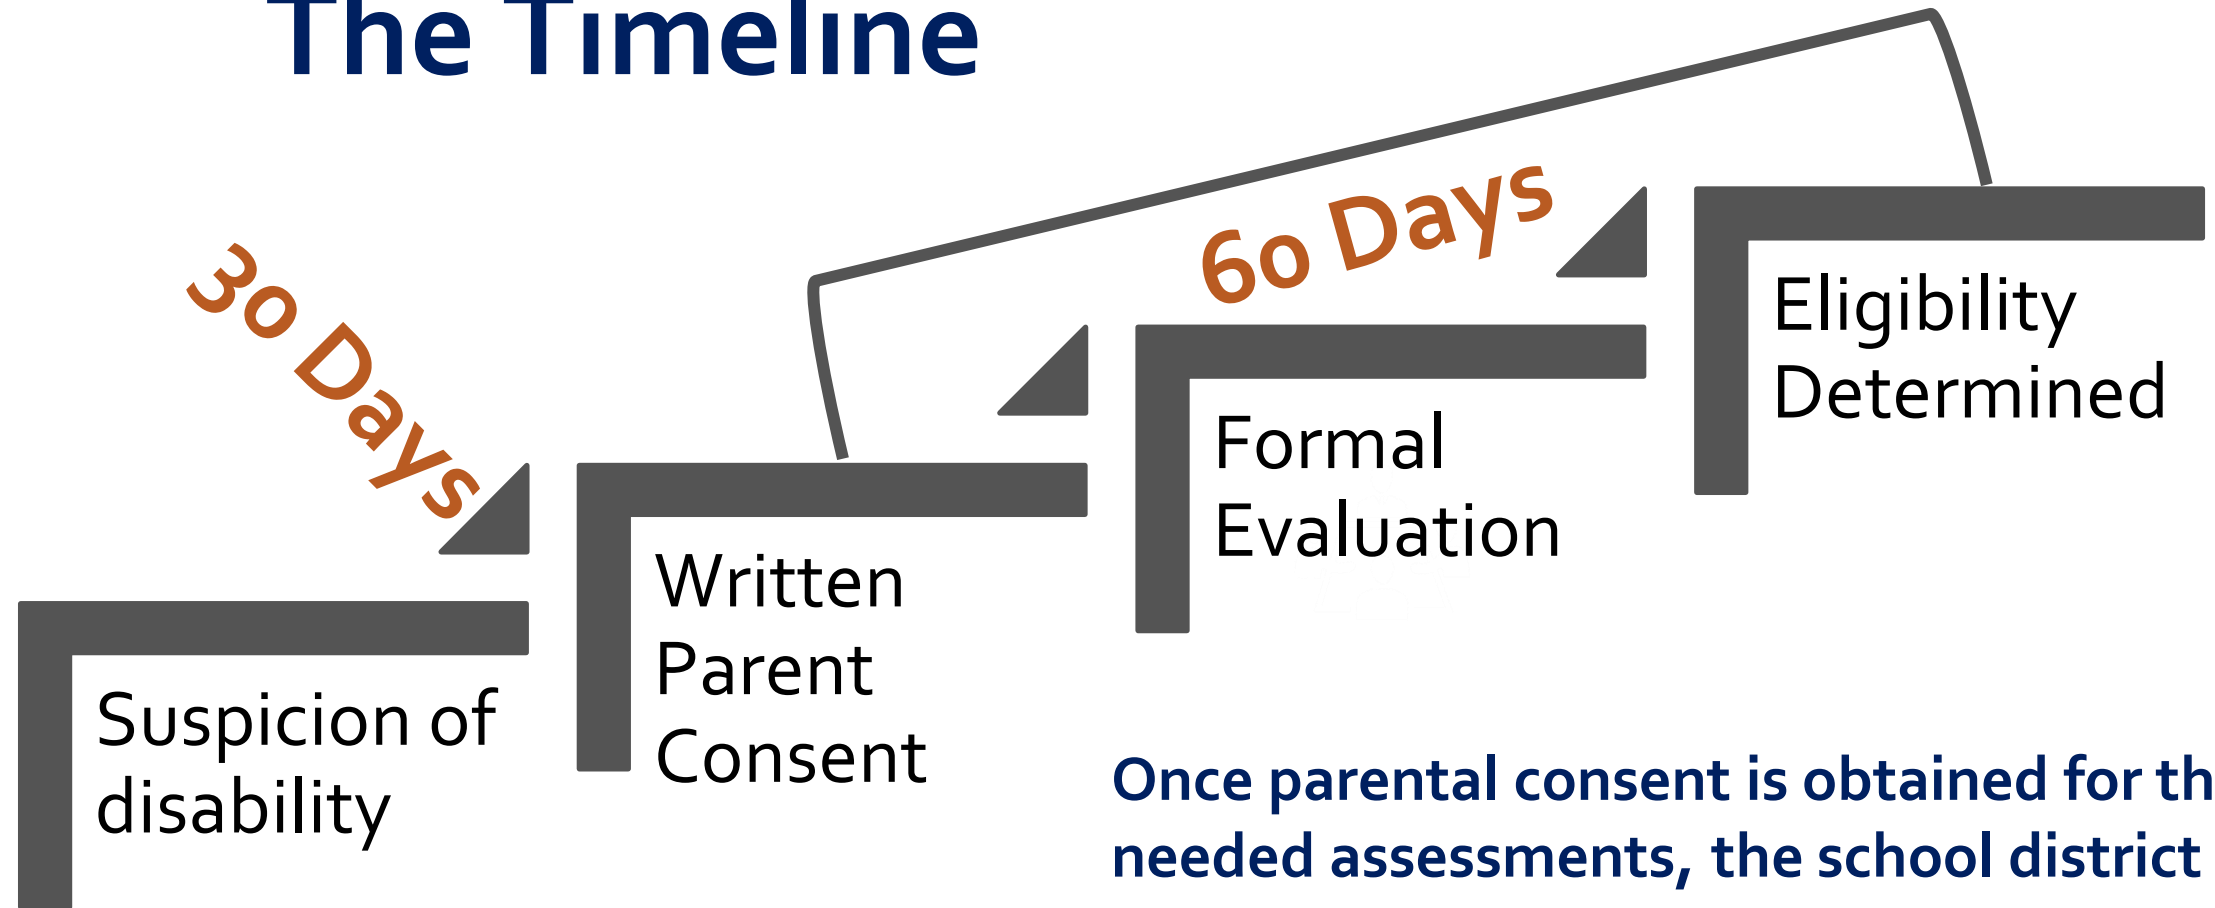 The Timeline
30 Days
60 Days
Eligibility
Determined
Formal
Evaluation
Written
Parent
Consent
Suspicion of
disability
Once parental consent is obtained for th
needed assessments, the school district